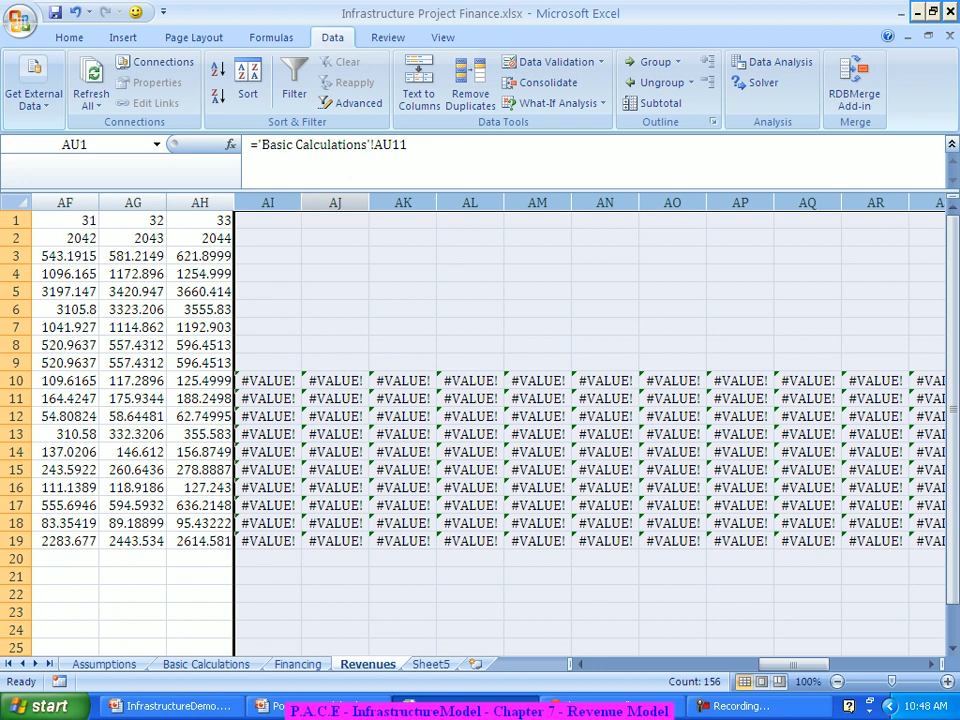 Infrastructure Project Finance.xlsx - Microsoft Excel
Home Insert Page Layout Formulas Data Review View
Get External Data
Refresh All
Connections
Properties
Edit Links
Connections
Sort
Filter
Clear
Reapply
Advanced
Sort & Filter
Text to Columns
Remove Duplicates
Data Validation
Consolidate
What-If Analysis
Data Tools
Group
Ungroup
Subtotal
Outline
Data Analysis
Solver
Analysis
RDBMerge Add-in
Merge
AU1 fx ='Basic Calculations'!AU11
AF AG AH AI AJ AK AL AM AN AO AP AQ AR A
1 31 32 33
2 2042 2043 2044
3 543.1915 581.2149 621.8999
4 1096.165 1172.896 1254.999
5 3197.147 3420.947 3660.414
6 3105.8 3323.206 3555.83
7 1041.927 1114.862 1192.903
8 520.9637 557.4312 596.4513
9 520.9637 557.4312 596.4513
10 109.6165 117.2896 125.4999 #VALUE! #VALUE! #VALUE! #VALUE! #VALUE! #VALUE! #VALUE! #VALUE! #VALUE! #VALUE! #VAL
11 164.4247 175.9344 188.2498 #VALUE! #VALUE! #VALUE! #VALUE! #VALUE! #VALUE! #VALUE! #VALUE! #VALUE! #VALUE! #VAL
12 54.80824 58.64481 62.74995 #VALUE! #VALUE! #VALUE! #VALUE! #VALUE! #VALUE! #VALUE! #VALUE! #VALUE! #VALUE! #VAL
13 310.58 332.3206 355.583 #VALUE! #VALUE! #VALUE! #VALUE! #VALUE! #VALUE! #VALUE! #VALUE! #VALUE! #VALUE! #VAL
14 137.0206 146.612 156.8749 #VALUE! #VALUE! #VALUE! #VALUE! #VALUE! #VALUE! #VALUE! #VALUE! #VALUE! #VALUE! #VAL
15 243.5922 260.6436 278.8887 #VALUE! #VALUE! #VALUE! #VALUE! #VALUE! #VALUE! #VALUE! #VALUE! #VALUE! #VALUE! #VAL
16 111.1389 118.9186 127.243 #VALUE! #VALUE! #VALUE! #VALUE! #VALUE! #VALUE! #VALUE! #VALUE! #VALUE! #VALUE! #VAL
17 555.6946 594.5932 636.2148 #VALUE! #VALUE! #VALUE! #VALUE! #VALUE! #VALUE! #VALUE! #VALUE! #VALUE! #VALUE! #VAL
18 83.35419 89.18899 95.43222 #VALUE! #VALUE! #VALUE! #VALUE! #VALUE! #VALUE! #VALUE! #VALUE! #VALUE! #VALUE! #VAL
19 2283.677 2443.534 2614.581 #VALUE! #VALUE! #VALUE! #VALUE! #VALUE! #VALUE! #VALUE! #VALUE! #VALUE! #VALUE! #VAL
20
21
22
23
24
25
Assumptions Basic Calculations Financing Revenues Sheet5
Ready Count: 156 100%
start InfrastructureDemo.... Po Recording... 10:48 AM
P.A.C.E - InfrastructureModel - Chapter 7 - Revenue Model